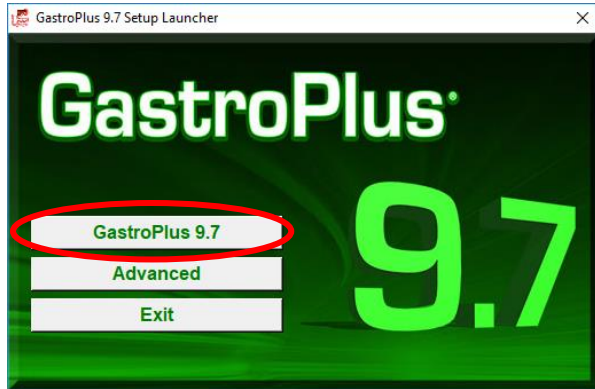 GastroPlus 9.7 Setup Launcher
GastroPlus
9.7
GastroPlus 9.7
Advanced
Exit